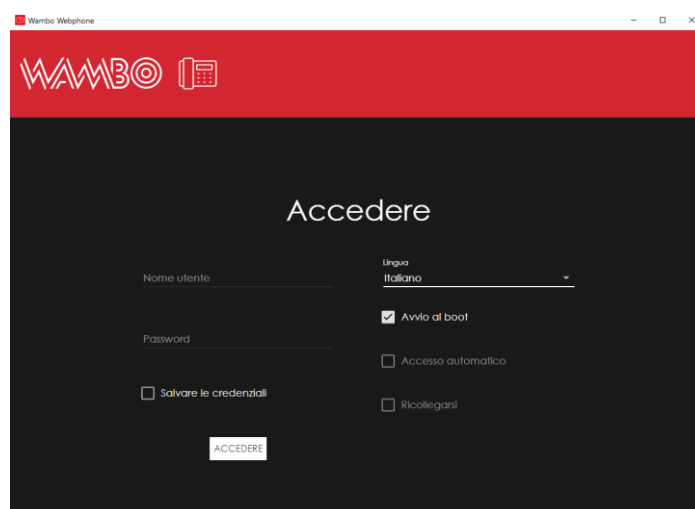 Wambo Webphone
WAMBO
Accedere
Nome utente
Password
Salvare le credenziali
ACCEDERE
Lingua
Italiano
Avvio al boot
Accesso automatico
Ricollegarsi